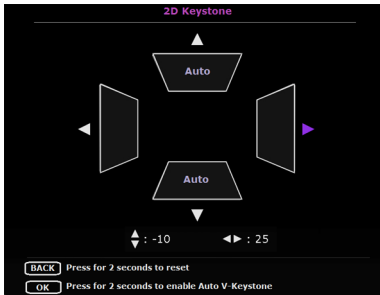 2D Keystone
Auto
Auto
: -10 : 25
BACK Press for 2 seconds to reset
OK Press for 2 seconds to enable Auto V-Keystone